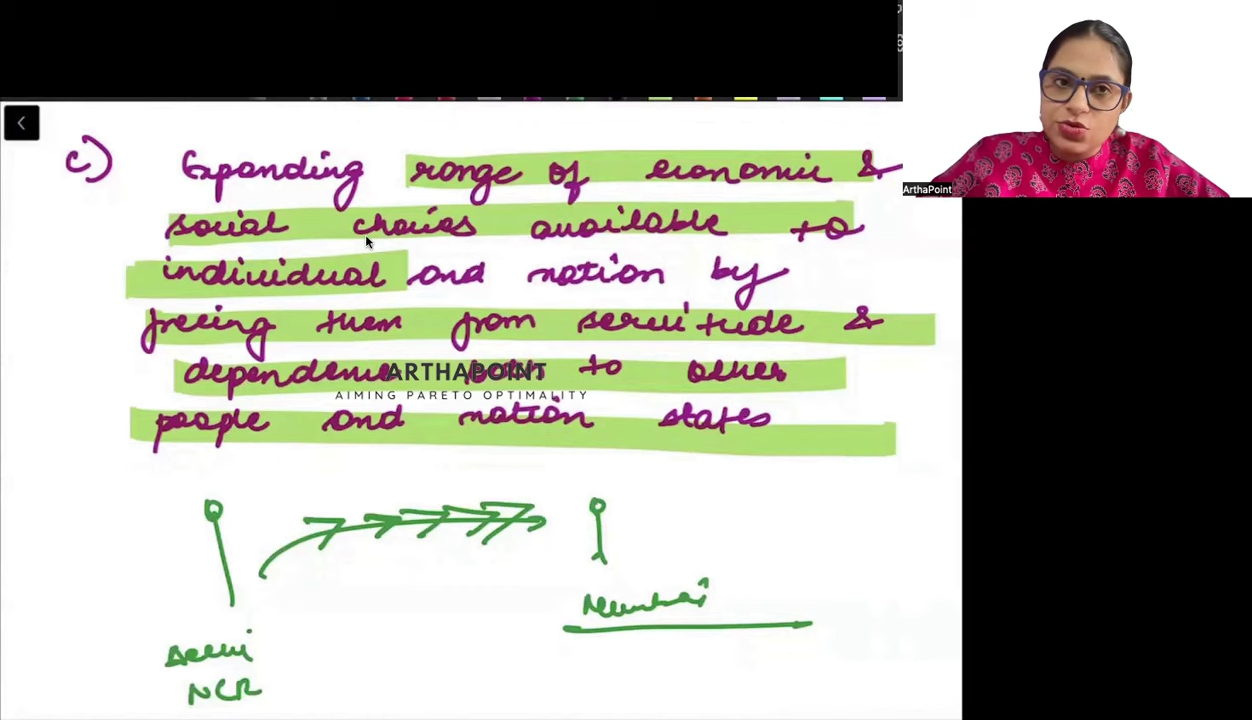 ArthaPoint
c) Expanding range of economic &
social choices available to
individual and nation by
freeing them from servitude &
dependence to other
ARTHAPOINT
AIMING PARETO OPTIMALITY
people and nation states
Mumbai
Delhi
NCR